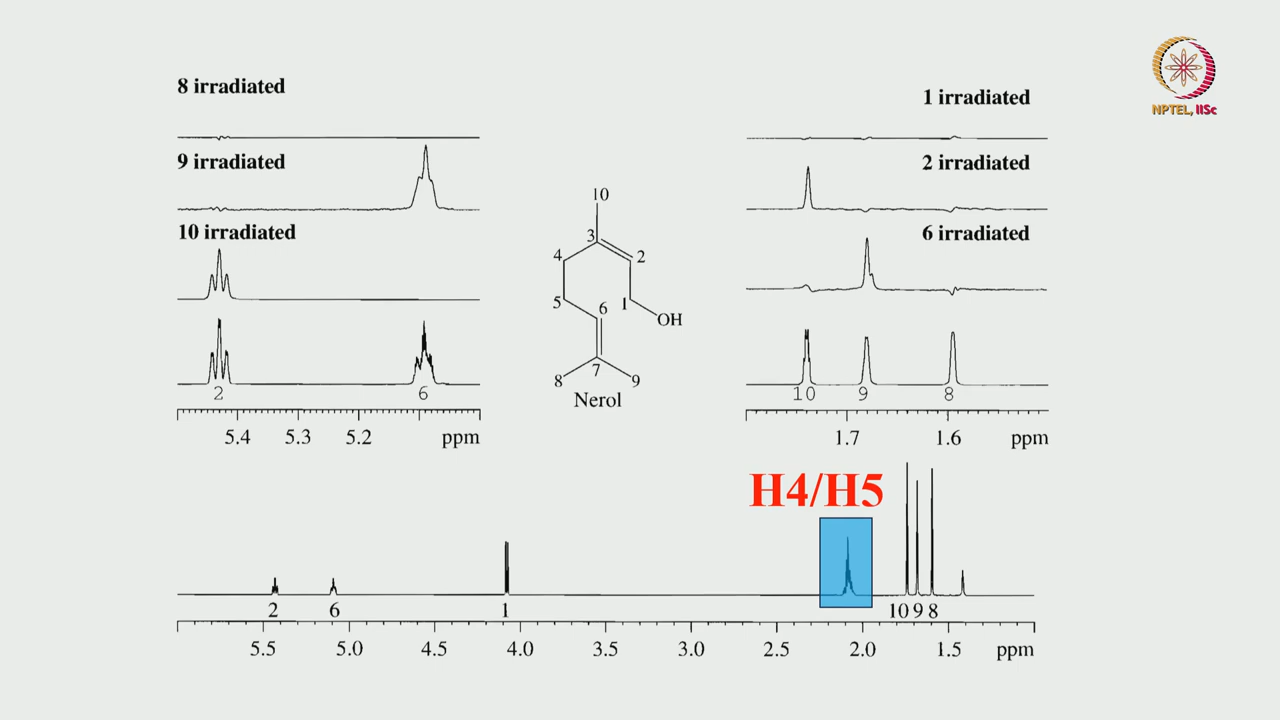 8 irradiated
9 irradiated
10 irradiated
2 6
5.4 5.3 5.2 ppm
10
3
4 2
5 6 1
OH
7
8 9
Nerol
1 irradiated
2 irradiated
6 irradiated
10 9 8
1.7 1.6 ppm
NPTEL, IISc
H4/H5
2 6 1 10 9 8
5.5 5.0 4.5 4.0 3.5 3.0 2.5 2.0 1.5 ppm